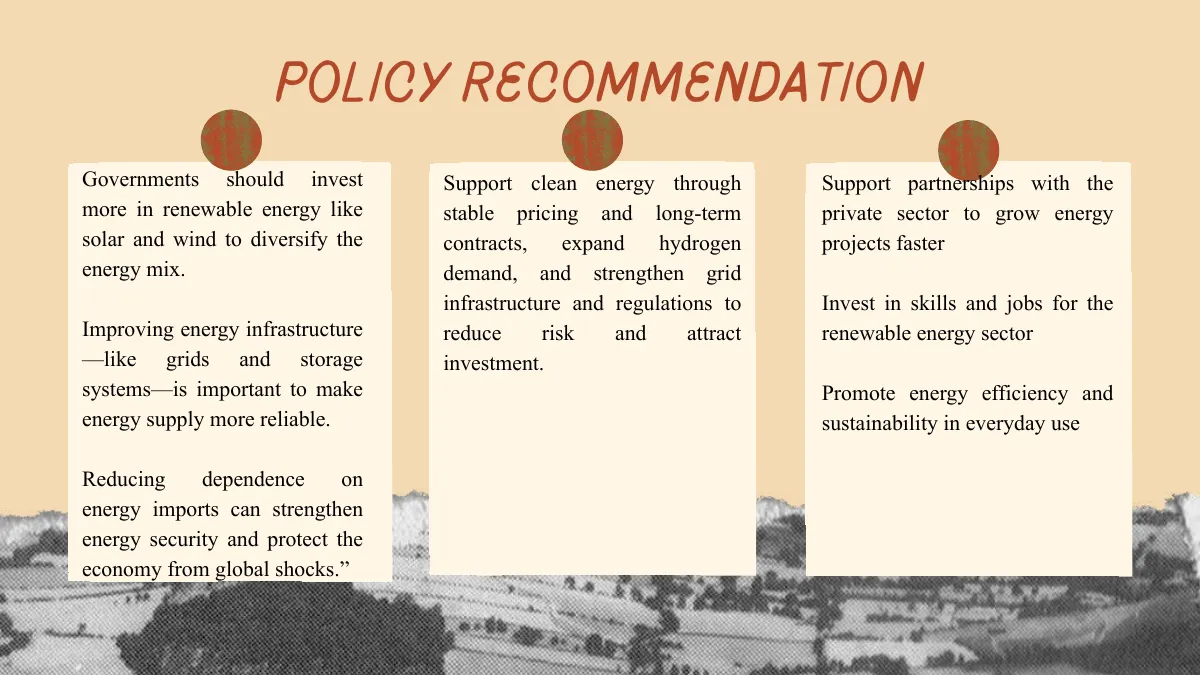 POLICY RECOMMENDATION
Governments should invest
more in renewable energy like
solar and wind to diversify the
energy mix.
Improving energy infrastructure
—like grids and storage
systems—is important to make
energy supply more reliable.
Reducing dependence on
energy imports can strengthen
energy security and protect the
economy from global shocks.”
Support clean energy through
stable pricing and long-term
contracts, expand hydrogen
demand, and strengthen grid
infrastructure and regulations to
reduce risk and attract
investment.
Support partnerships with the
private sector to grow energy
projects faster
Invest in skills and jobs for the
renewable energy sector
Promote energy efficiency and
sustainability in everyday use